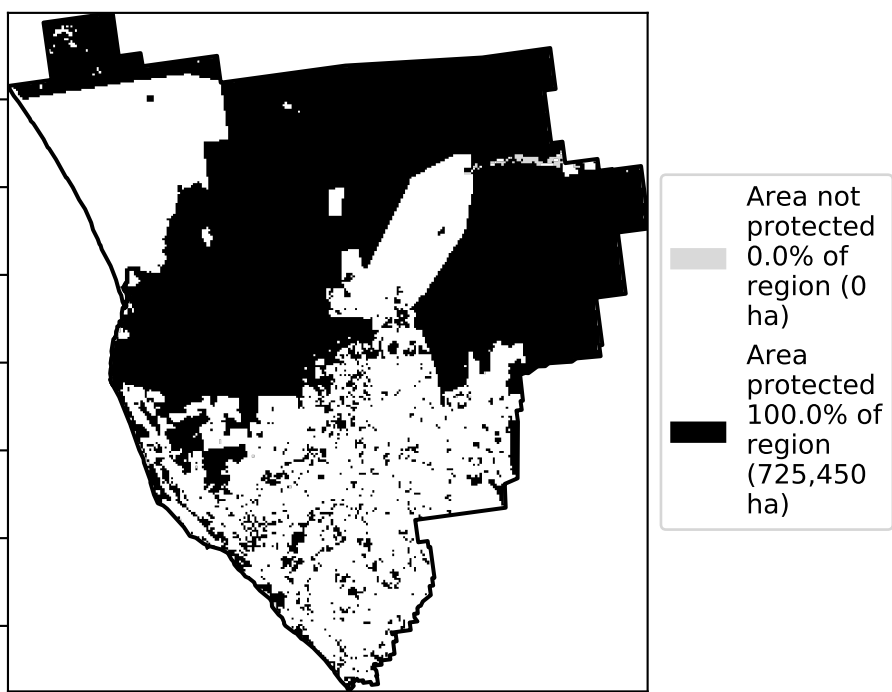 Area not
protected
0.0% of
region (0
ha)
Area
protected
100.0% of
region
(725,450
ha)